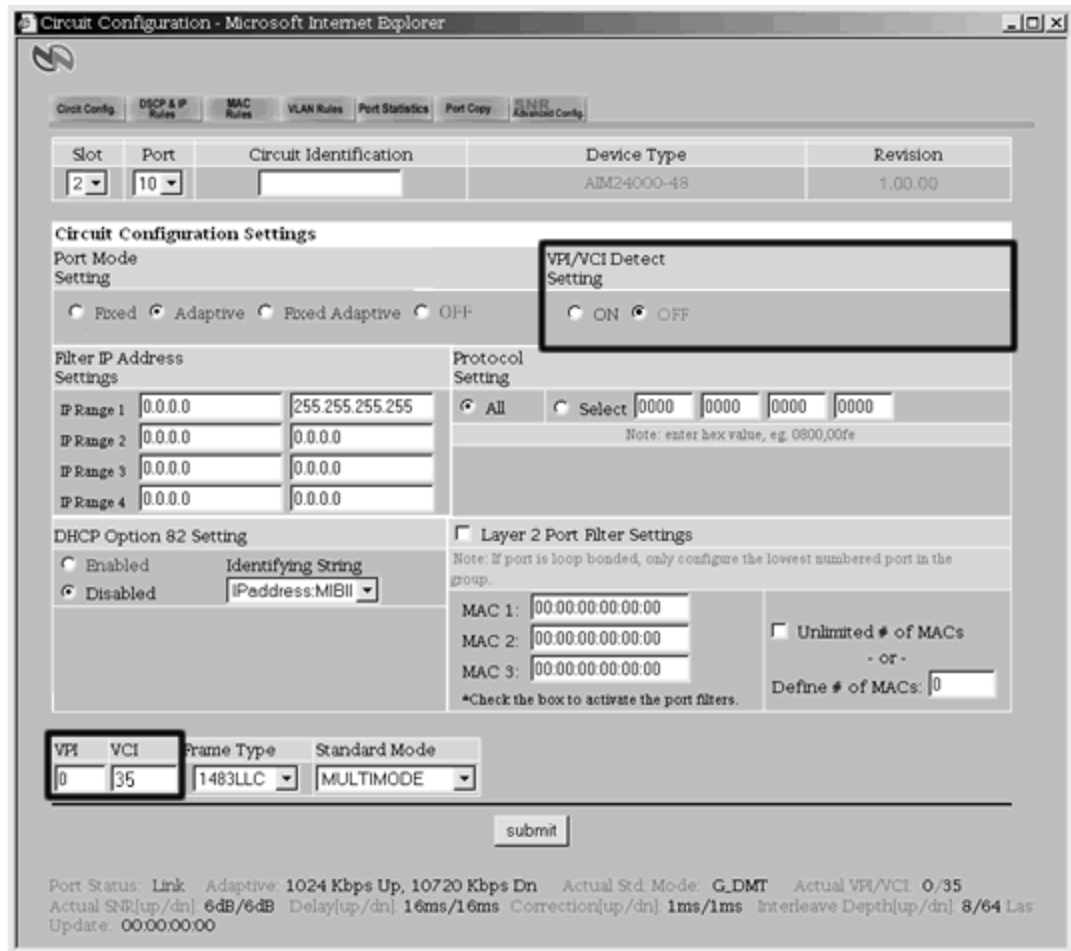 Circuit Configuration - Microsoft Internet Explorer
Circit Config. DSCP & IP Rules MAC Rules VLAN Rules Port Statistics Port Copy SNR Advanced Config.
Slot Port Circuit Identification Device Type Revision
2 10 AIM24000-48 1.00.00
Circuit Configuration Settings
Port Mode
Setting
Fixed Adaptive Fixed Adaptive OFF
VPI/VCI Detect
Setting
ON OFF
Filter IP Address
Settings
IP Range 1 0.0.0.0 255.255.255.255
IP Range 2 0.0.0.0 0.0.0.0
IP Range 3 0.0.0.0 0.0.0.0
IP Range 4 0.0.0.0 0.0.0.0
Protocol
Setting
All Select 0000 0000 0000 0000
Note: enter hex value, eg. 0800,00fe
DHCP Option 82 Setting
Enabled Identifying String
Disabled IPaddress:MIBII
Layer 2 Port Filter Settings
Note: If port is loop bonded, only configure the lowest numbered port in the
group.
MAC 1: 00:00:00:00:00:00
MAC 2: 00:00:00:00:00:00
MAC 3: 00:00:00:00:00:00
*Check the box to activate the port filters.
Unlimited # of MACs
- or -
Define # of MACs: 0
VPI VCI Frame Type Standard Mode
0 35 1483LLC MULTIMODE
submit
Port Status: Link Adaptive: 1024 Kbps Up, 10720 Kbps Dn Actual Std. Mode: G_DMT Actual VPI/VCI: 0/35
Actual SNR[up/dn]: 6dB/6dB Delay[up/dn]: 16ms/16ms Correction[up/dn]: 1ms/1ms Interleave Depth[up/dn]: 8/64 Las
Update: 00:00:00:00